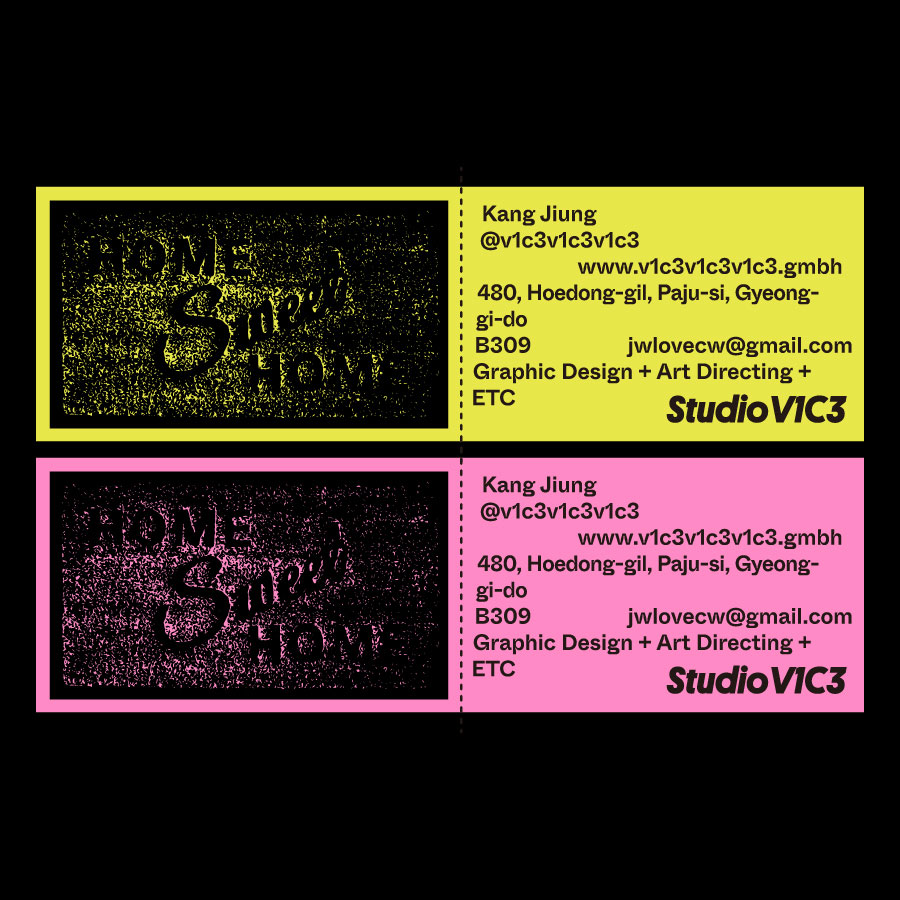 HOME
Sweet
HOME
Kang Jiung
@v1c3v1c3v1c3
www.v1c3v1c3v1c3.gmbh
480, Hoedong-gil, Paju-si, Gyeong-
gi-do
B309 jwlovecw@gmail.com
Graphic Design + Art Directing +
ETC
StudioV1C3
HOME
Sweet
HOME
Kang Jiung
@v1c3v1c3v1c3
www.v1c3v1c3v1c3.gmbh
480, Hoedong-gil, Paju-si, Gyeong-
gi-do
B309 jwlovecw@gmail.com
Graphic Design + Art Directing +
ETC
StudioV1C3